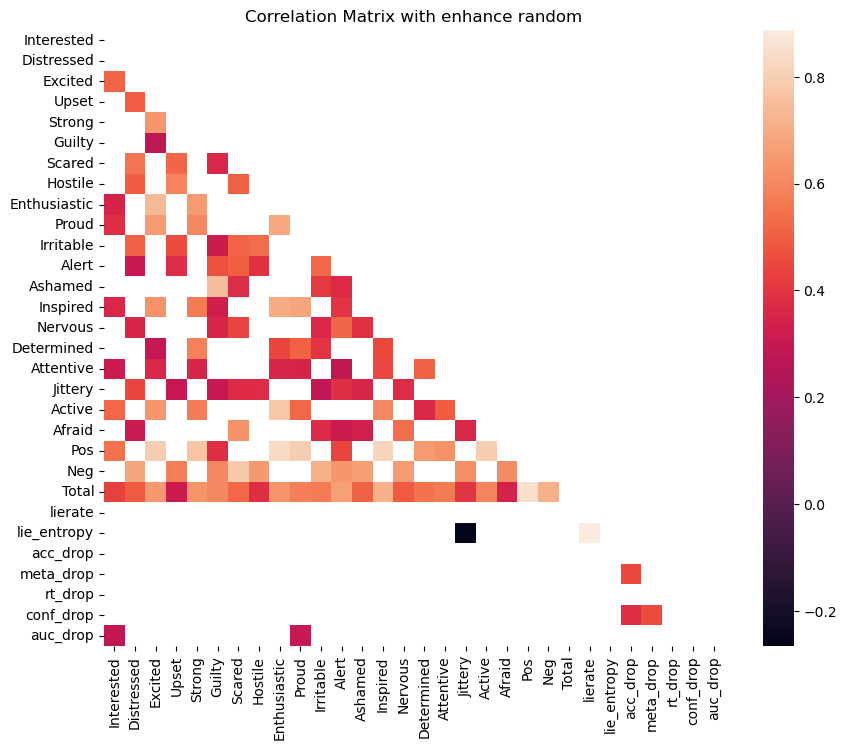 Correlation Matrix with enhance random
Interested
Distressed
Excited
Upset
Strong
Guilty
Scared
Hostile
Enthusiastic
Proud
Irritable
Alert
Ashamed
Inspired
Nervous
Determined
Attentive
Jittery
Active
Afraid
Pos
Neg
Total
lierate
lie_entropy
acc_drop
meta_drop
rt_drop
conf_drop
auc_drop
Interested
Distressed
Excited
Upset
Strong
Guilty
Scared
Hostile
Enthusiastic
Proud
Irritable
Alert
Ashamed
Inspired
Nervous
Determined
Attentive
Jittery
Active
Afraid
Pos
Neg
Total
lierate
lie_entropy
acc_drop
meta_drop
rt_drop
conf_drop
auc_drop
0.8
0.6
0.4
0.2
0.0
−0.2